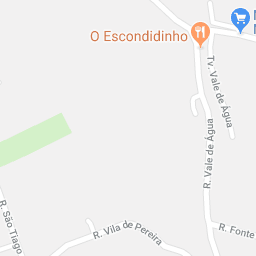 O Escondidinho
Tv. Vale de Água
R. Vale de Água
R. São Tiago
R. Vila de Pereira
R. Fonte